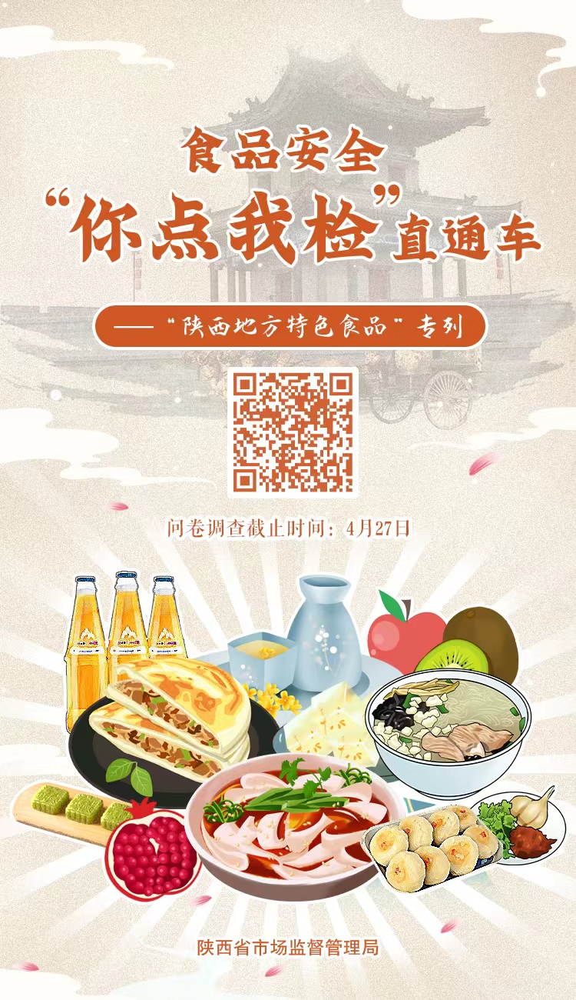 食品安全
“你点我检”直通车
——“陕西地方特色食品”专列
问卷调查截止时间：4月27日
陕西省市场监督管理局